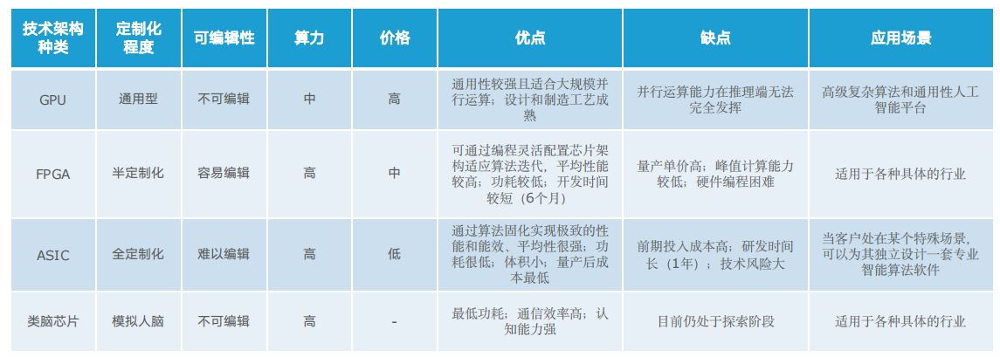 技术架构
种类
定制化
程度
可编辑性
算力
价格
优点
缺点
应用场景
GPU
通用型
不可编辑
中
高
通用性较强且适合大规模并
行运算；设计和制造工艺成
熟
并行运算能力在推理端无法
完全发挥
高级复杂算法和通用性人工
智能平台
FPGA
半定制化
容易编辑
高
中
可通过编程灵活配置芯片架
构适应算法迭代，平均性能
较高；功耗较低；开发时间
较短（6个月）
量产单价高；峰值计算能力
较低；硬件编程困难
适用于各种具体的行业
ASIC
全定制化
难以编辑
高
低
通过算法固化实现极致的性
能和能效、平均性很强；功
耗很低；体积小；量产后成
本最低
前期投入成本高；研发时间
长（1年）；技术风险大
当客户处在某个特殊场景，
可以为其独立设计一套专业
智能算法软件
类脑芯片
模拟人脑
不可编辑
高
-
最低功耗；通信效率高；认
知能力强
目前仍处于探索阶段
适用于各种具体的行业